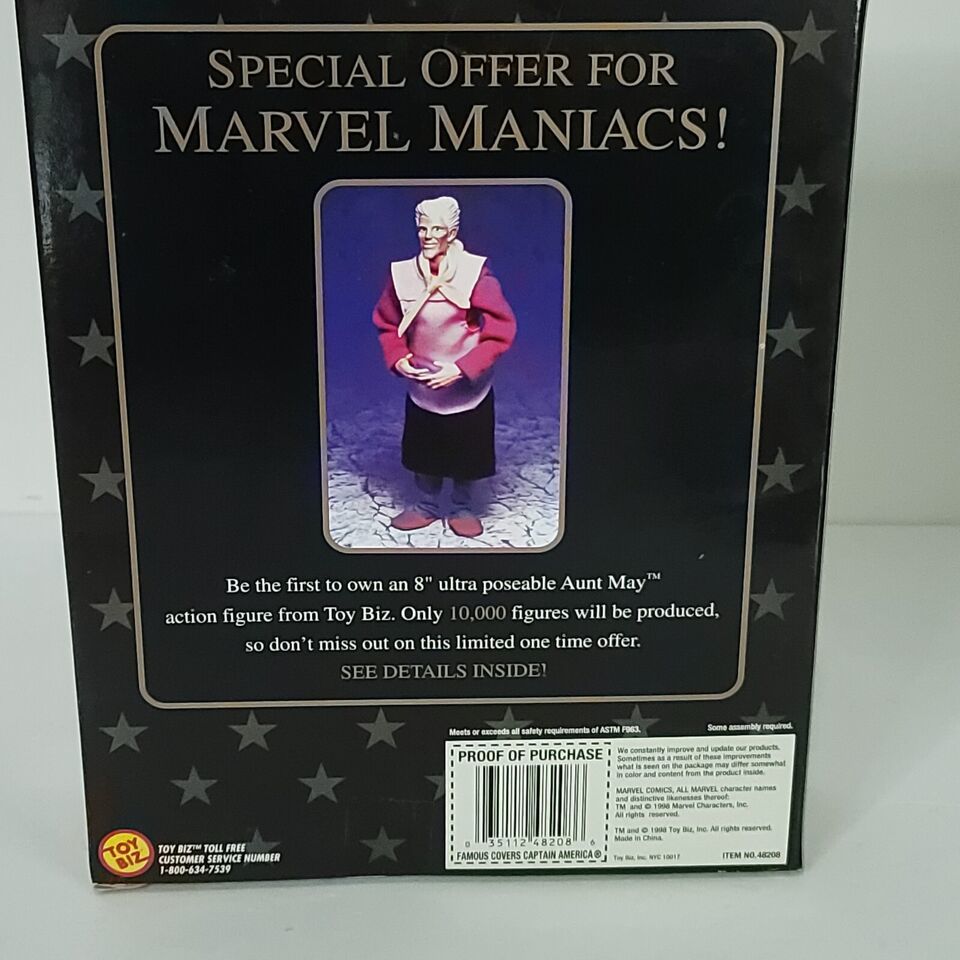 SPECIAL OFFER FOR
MARVEL MANIACS!
Be the first to own an 8" ultra poseable Aunt May™
action figure from Toy Biz. Only 10,000 figures will be produced,
so don't miss out on this limited one time offer.
SEE DETAILS INSIDE!
Meets or exceeds all safety requirements of ASTM F963.
Some assembly required.
PROOF OF PURCHASE
0 35112 48208 6
FAMOUS COVERS CAPTAIN AMERICA®
We constantly improve and update our products.
Sometimes as a result of these improvements
what is seen on the package may differ somewhat
in color and content from the product inside.
MARVEL COMICS, ALL MARVEL character names
and distinctive likenesses thereof:
TM and © 1998 Marvel Characters, Inc.
All rights reserved.
TM and © 1998 Toy Biz, Inc. All rights reserved.
Made in China.
Toy Biz, Inc. NYC 10017
ITEM NO.48208
TOY
BIZ
TOY BIZ™ TOLL FREE
CUSTOMER SERVICE NUMBER
1-800-634-7539